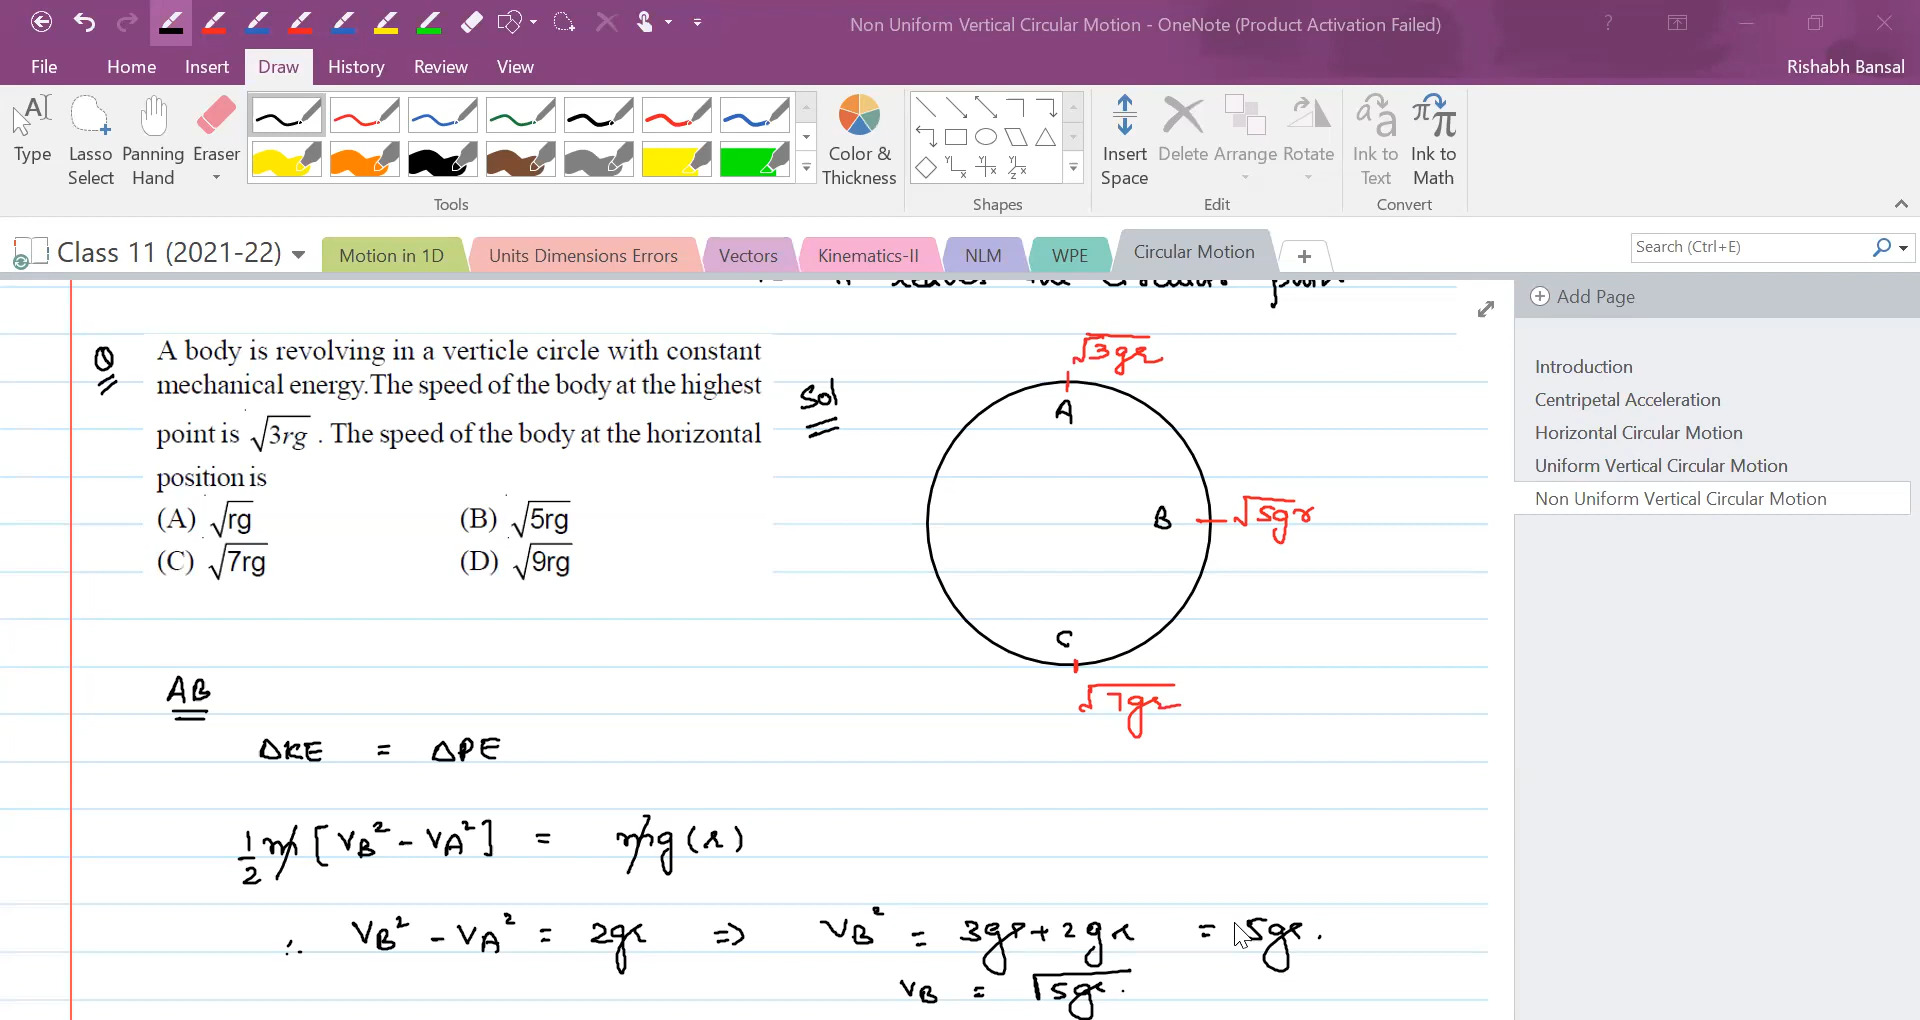 Non Uniform Vertical Circular Motion - OneNote (Product Activation Failed)
?
File Home Insert Draw History Review View
Rishabh Bansal
Type
Lasso Select
Panning Hand
Eraser
Color & Thickness
Insert Space
Delete
Arrange
Rotate
Ink to Text
Ink to Math
Tools
Shapes
Edit
Convert
Class 11 (2021-22)
Motion in 1D
Units Dimensions Errors
Vectors
Kinematics-II
NLM
WPE
Circular Motion
Search (Ctrl+E)
Add Page
Introduction
Centripetal Acceleration
Horizontal Circular Motion
Uniform Vertical Circular Motion
Non Uniform Vertical Circular Motion
Q
A body is revolving in a verticle circle with constant
mechanical energy.The speed of the body at the highest
point is √3rg . The speed of the body at the horizontal
position is
(A) √rg (B) √5rg
(C) √7rg (D) √9rg
Sol
√3gr
A
B √5gr
C
√7gr
AB
ΔKE = ΔPE
1/2 m [VB² - VA²] = mg(r)
∴ VB² - VA² = 2gr ⇒ VB² = 3gr + 2gr = 5gr.
VB = √5gr.